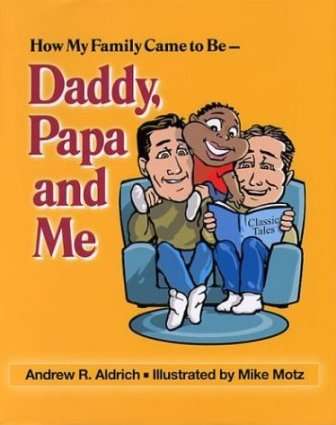 How My Family Came to Be—
Daddy,
Papa
and
Me
Classic
Tales
Andrew R. Aldrich ▪ Illustrated by Mike Motz